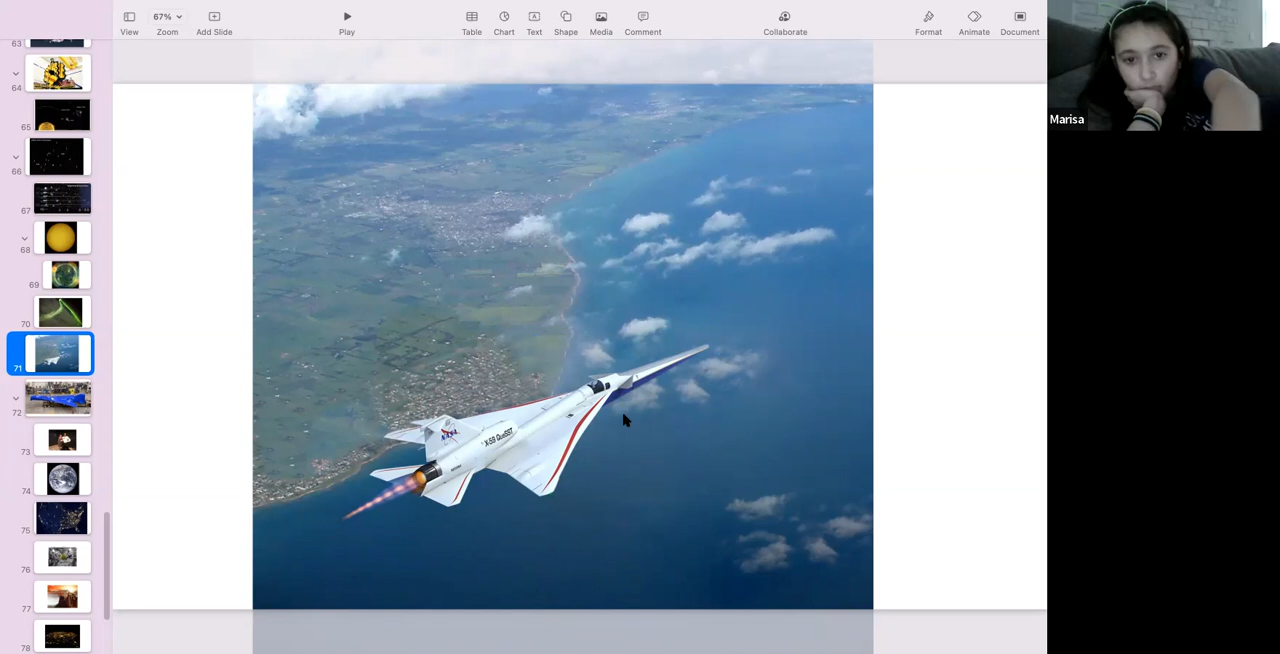 View
67%
Zoom
Add Slide
Play
Table
Chart
Text
Shape
Media
Comment
Collaborate
Format
Animate
Document
63
64
65
66
67
68
69
70
71
72
73
74
75
76
77
78
NASA
X-59 QueSST
Marisa